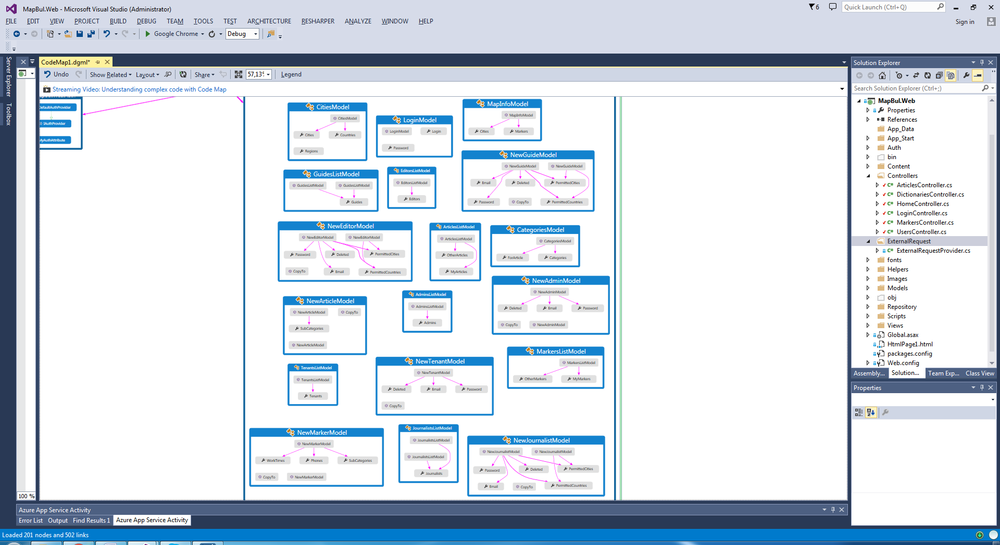 MapBul.Web - Microsoft Visual Studio (Administrator)
6
Quick Launch (Ctrl+Q)
FILE EDIT VIEW PROJECT BUILD DEBUG TEAM TOOLS TEST ARCHITECTURE RESHARPER ANALYZE WINDOW HELP
Sign in
Google Chrome
Debug
Server Explorer
Toolbox
CodeMap1.dgml*
Undo
Show Related
Layout
Share
Legend
Streaming Video: Understanding complex code with Code Map
DefaultAuthProvider
IAuthProvider
MyAuthAttribute
CitiesModel
CitiesModel
Cities
Countries
Regions
LoginModel
LoginModel
Login
Password
MapInfoModel
MapInfoModel
Cities
Markers
GuidesListModel
GuidesListModel
GuidesListModel
Guides
EditorsListModel
EditorsListModel
Editors
NewGuideModel
NewGuideModel
NewGuideModel
Email
Deleted
PermittedCities
Password
CopyTo
PermittedCountries
NewEditorModel
NewEditorModel
NewEditorModel
Password
Deleted
PermittedCities
CopyTo
Email
PermittedCountries
ArticlesListModel
ArticlesListModel
OtherArticles
MyArticles
CategoriesModel
CategoriesModel
ForArticle
Categories
NewArticleModel
NewArticleModel
CopyTo
SubCategories
NewArticleModel
AdminsListModel
AdminsListModel
Admins
NewAdminModel
NewAdminModel
Deleted
Email
Password
CopyTo
NewAdminModel
TenantsListModel
TenantsListModel
Tenants
NewTenantModel
NewTenantModel
Deleted
Email
Password
CopyTo
MarkersListModel
MarkersListModel
OtherMarkers
MyMarkers
NewMarkerModel
NewMarkerModel
WorkTimes
Phones
SubCategories
CopyTo
NewMarkerModel
JournalistsListModel
JournalistsListModel
JournalistsListModel
Journalists
NewJournalistModel
NewJournalistModel
NewJournalistModel
Password
Deleted
PermittedCities
Email
CopyTo
PermittedCountries
100 %
Solution Explorer
Search Solution Explorer (Ctrl+;)
MapBul.Web
Properties
References
App_Data
App_Start
Auth
bin
Content
Controllers
C# ArticlesController.cs
C# DictionariesController.cs
C# HomeController.cs
C# LoginController.cs
C# MarkersController.cs
C# UsersController.cs
ExternalRequest
C# ExternalRequestProvider.cs
fonts
Helpers
Images
Models
obj
Repository
Scripts
Views
Global.asax
HtmlPage1.html
packages.config
Web.config
Assembly... Solution... Team Exp... Class View
Properties
Azure App Service Activity
Error List Output Find Results 1 Azure App Service Activity
Loaded 201 nodes and 502 links